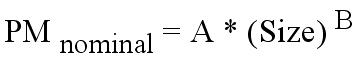 PM nominal = A * (Size) B